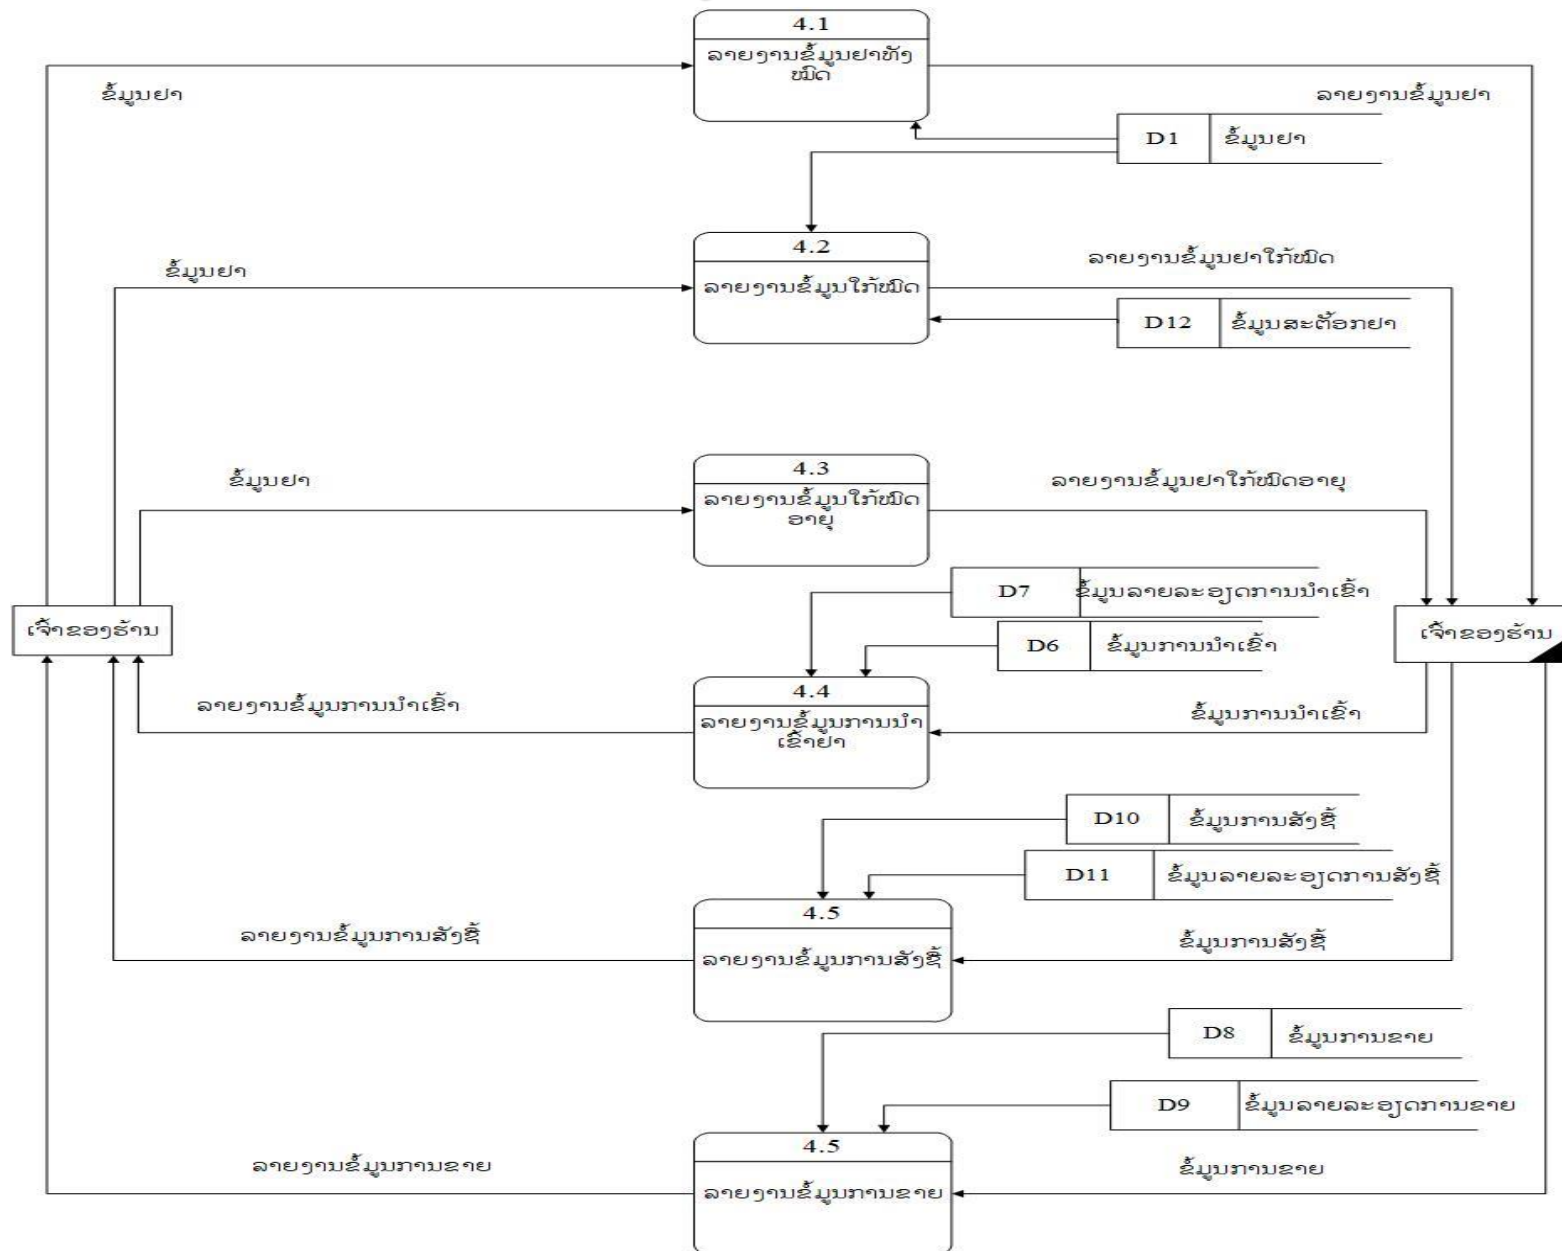 4.1
ລາຍງານຂໍ້ມູນຢາທັງ
ໝົດ
ຂໍ້ມູນຢາ
ລາຍງານຂໍ້ມູນຢາ
D1
ຂໍ້ມູນຢາ
4.2
ລາຍງານຂໍ້ມູນໃກ້ໝົດ
ຂໍ້ມູນຢາ
ລາຍງານຂໍ້ມູນຢາໃກ້ໝົດ
D12
ຂໍ້ມູນສະຕັອກຢາ
4.3
ລາຍງານຂໍ້ມູນໃກ້ໝົດ
ອາຍຸ
ຂໍ້ມູນຢາ
ລາຍງານຂໍ້ມູນຢາໃກ້ໝົດອາຍຸ
D7
ຂໍ້ມູນລາຍລະອຽດການນຳເຂົ້າ
ເຈົ້າຂອງຮ້ານ
D6
ຂໍ້ມູນການນຳເຂົ້າ
ເຈົ້າຂອງຮ້ານ
4.4
ລາຍງານຂໍ້ມູນການນຳ
ເຂົ້າຢາ
ລາຍງານຂໍ້ມູນການນຳເຂົ້າ
ຂໍ້ມູນການນຳເຂົ້າ
D10
ຂໍ້ມູນການສັ່ງຊື້
D11
ຂໍ້ມູນລາຍລະອຽດການສັ່ງຊື້
4.5
ລາຍງານຂໍ້ມູນການສັ່ງຊື້
ລາຍງານຂໍ້ມູນການສັ່ງຊື້
ຂໍ້ມູນການສັ່ງຊື້
D8
ຂໍ້ມູນການຂາຍ
D9
ຂໍ້ມູນລາຍລະອຽດການຂາຍ
4.5
ລາຍງານຂໍ້ມູນການຂາຍ
ລາຍງານຂໍ້ມູນການຂາຍ
ຂໍ້ມູນການຂາຍ